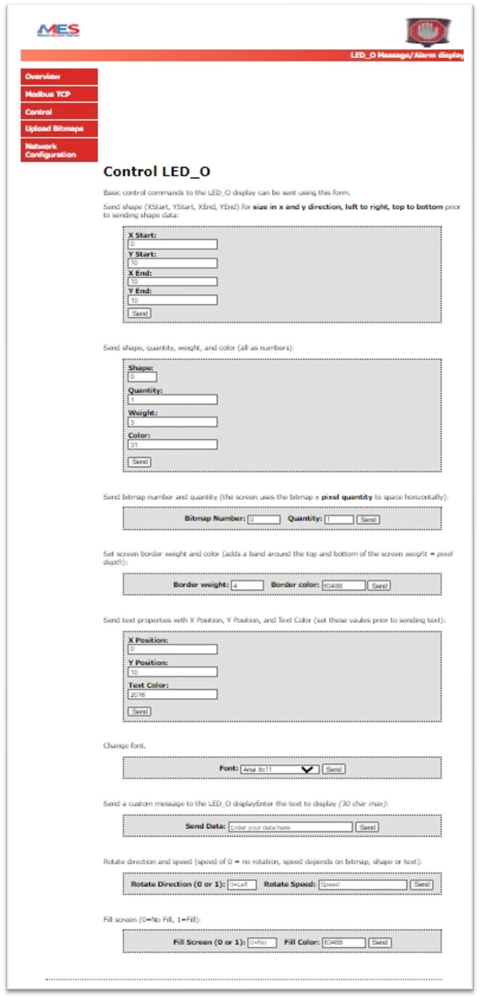 MES
LED_O Message/Alarm display
Overview
Modbus TCP
Control
Upload Bitmaps
Network
Configuration
Control LED_O
Basic control commands to the LED_O display can be sent using this form.
Send shape (XStart, YStart, XEnd, YEnd) for size in x and y direction, left to right, top to bottom prior
to sending shape data:
X Start:
0
Y Start:
10
X End:
10
Y End:
10
Send
Send shape, quantity, weight, and color (all as numbers):
Shape:
0
Quantity:
1
Weight:
3
Color:
31
Send
Send bitmap number and quantity (the screen uses the bitmap x pixel quantity to space horizontally):
Bitmap Number: 0 Quantity: 1 Send
Set screen border weight and color (adds a band around the top and bottom of the screen weight = pixel
depth):
Border weight: 4 Border color: 63488 Send
Send text properties with X Position, Y Position, and Text Color (set these vaules prior to sending text):
X Position:
0
Y Position:
10
Text Color:
2016
Send
Change font.
Font: Arial 8x11 Send
Send a custom message to the LED_O displayEnter the text to display (30 char max):
Send Data: Enter your data here Send
Rotate direction and speed (speed of 0 = no rotation, speed depends on bitmap, shape or text):
Rotate Direction (0 or 1): 0=Left Rotate Speed: Speed Send
Fill screen (0=No Fill, 1=Fill):
Fill Screen (0 or 1): 0=No Fill Color: 63488 Send